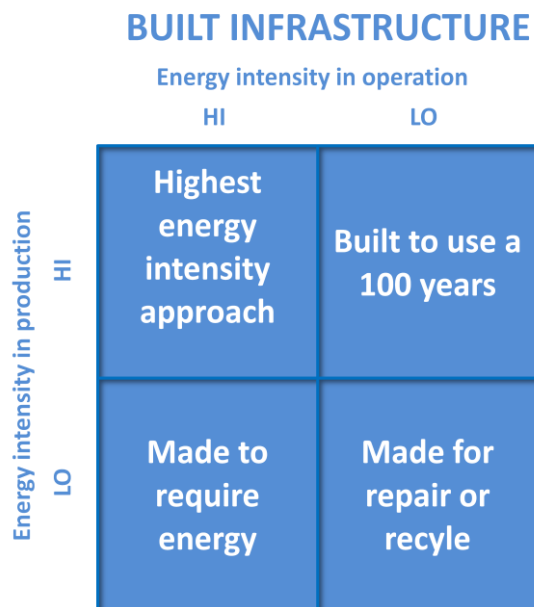 BUILT INFRASTRUCTURE
Energy intensity in operation
HI LO
Energy intensity in production
HI
Highest
energy
intensity
approach
Built to use a
100 years
LO
Made to
require
energy
Made for
repair or
recyle